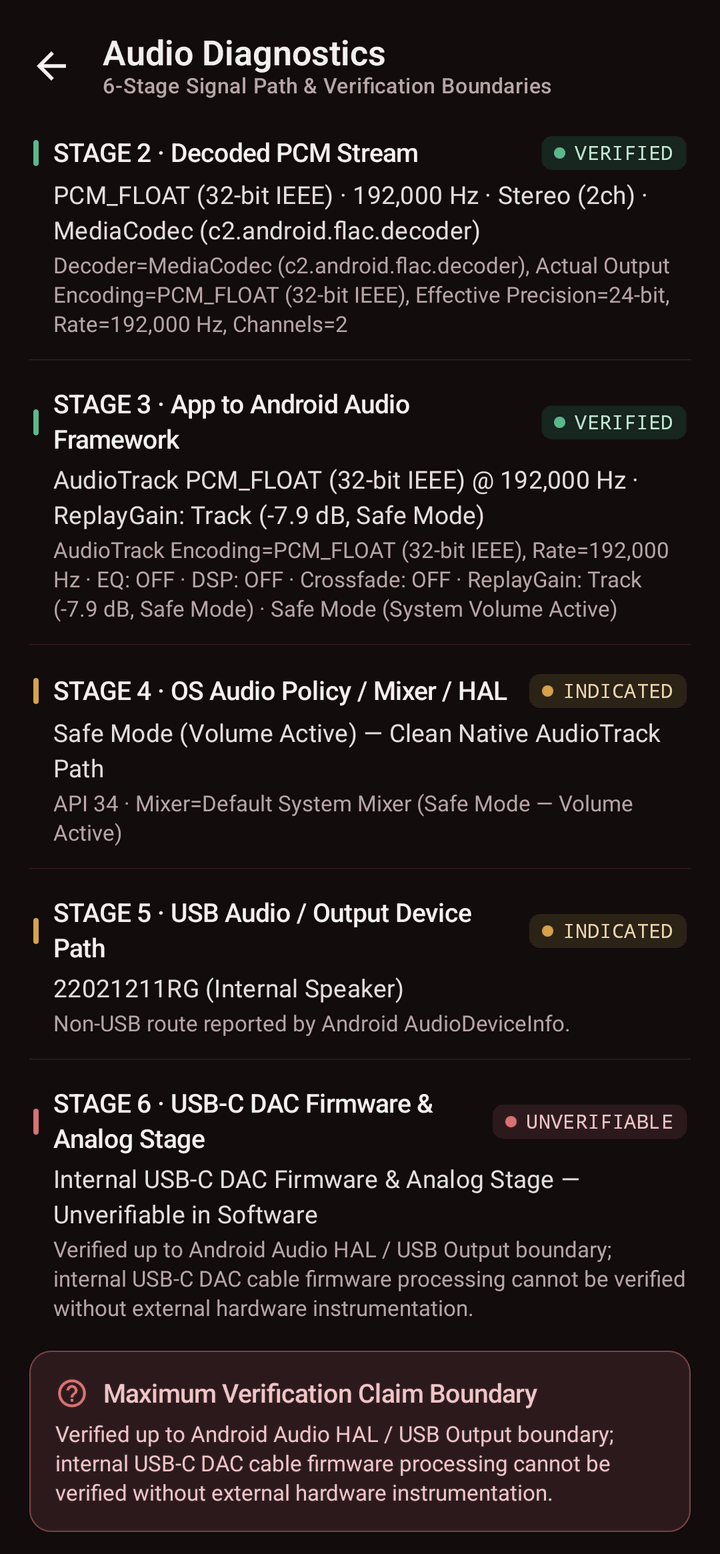 Audio Diagnostics
6-Stage Signal Path & Verification Boundaries
STAGE 2 · Decoded PCM Stream
VERIFIED
PCM_FLOAT (32-bit IEEE) · 192,000 Hz · Stereo (2ch) ·
MediaCodec (c2.android.flac.decoder)
Decoder=MediaCodec (c2.android.flac.decoder), Actual Output
Encoding=PCM_FLOAT (32-bit IEEE), Effective Precision=24-bit,
Rate=192,000 Hz, Channels=2
STAGE 3 · App to Android Audio
Framework
VERIFIED
AudioTrack PCM_FLOAT (32-bit IEEE) @ 192,000 Hz ·
ReplayGain: Track (-7.9 dB, Safe Mode)
AudioTrack Encoding=PCM_FLOAT (32-bit IEEE), Rate=192,000
Hz · EQ: OFF · DSP: OFF · Crossfade: OFF · ReplayGain: Track
(-7.9 dB, Safe Mode) · Safe Mode (System Volume Active)
STAGE 4 · OS Audio Policy / Mixer / HAL
INDICATED
Safe Mode (Volume Active) — Clean Native AudioTrack
Path
API 34 · Mixer=Default System Mixer (Safe Mode — Volume
Active)
STAGE 5 · USB Audio / Output Device
Path
INDICATED
22021211RG (Internal Speaker)
Non-USB route reported by Android AudioDeviceInfo.
STAGE 6 · USB-C DAC Firmware &
Analog Stage
UNVERIFIABLE
Internal USB-C DAC Firmware & Analog Stage —
Unverifiable in Software
Verified up to Android Audio HAL / USB Output boundary;
internal USB-C DAC cable firmware processing cannot be verified
without external hardware instrumentation.
Maximum Verification Claim Boundary
Verified up to Android Audio HAL / USB Output boundary;
internal USB-C DAC cable firmware processing cannot be
verified without external hardware instrumentation.